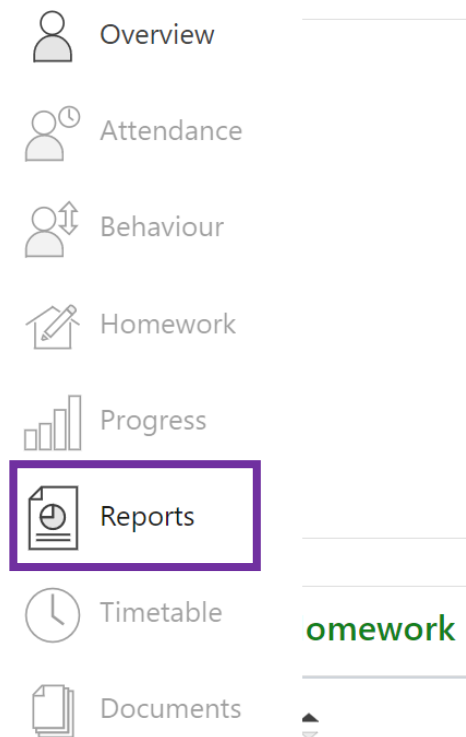 Overview
Attendance
Behaviour
Homework
Progress
Reports
Timetable
omework
Documents